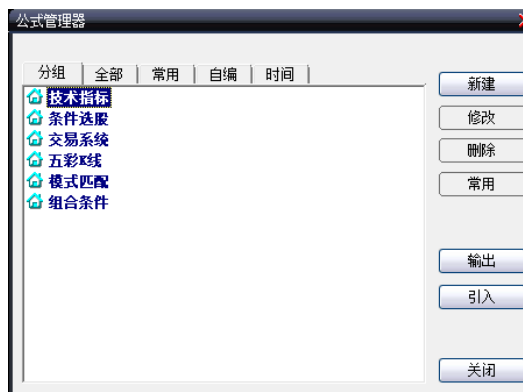 公式管理器
分组 全部 常用 自编 时间
技术指标
条件选股
交易系统
五彩K线
模式匹配
组合条件
新建
修改
删除
常用
输出
引入
关闭